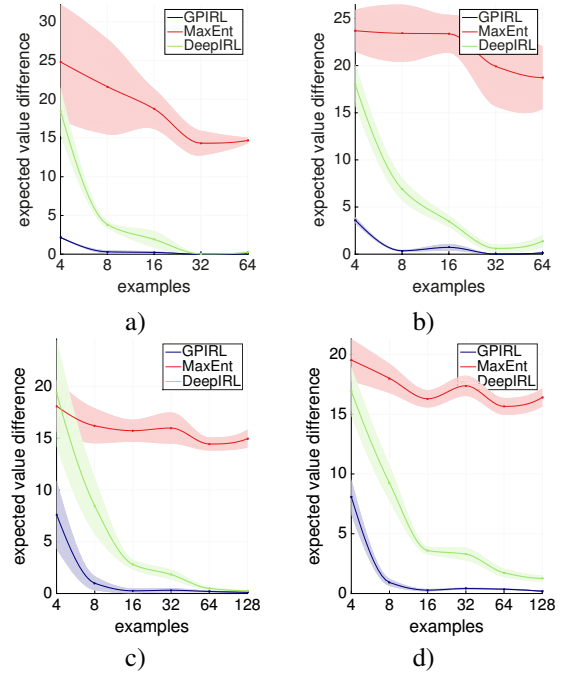 GPIRL
MaxEnt
DeepIRL
expected value difference
30
25
20
15
10
5
0
4 8 16 32 64
examples
a)
GPIRL
MaxEnt
DeepIRL
expected value difference
25
20
15
10
5
0
4 8 16 32 64
examples
b)
GPIRL
MaxEnt
DeepIRL
expected value difference
20
15
10
5
0
4 8 16 32 64 128
examples
c)
GPIRL
MaxEnt
DeepIRL
expected value difference
20
15
10
5
0
4 8 16 32 64 128
examples
d)